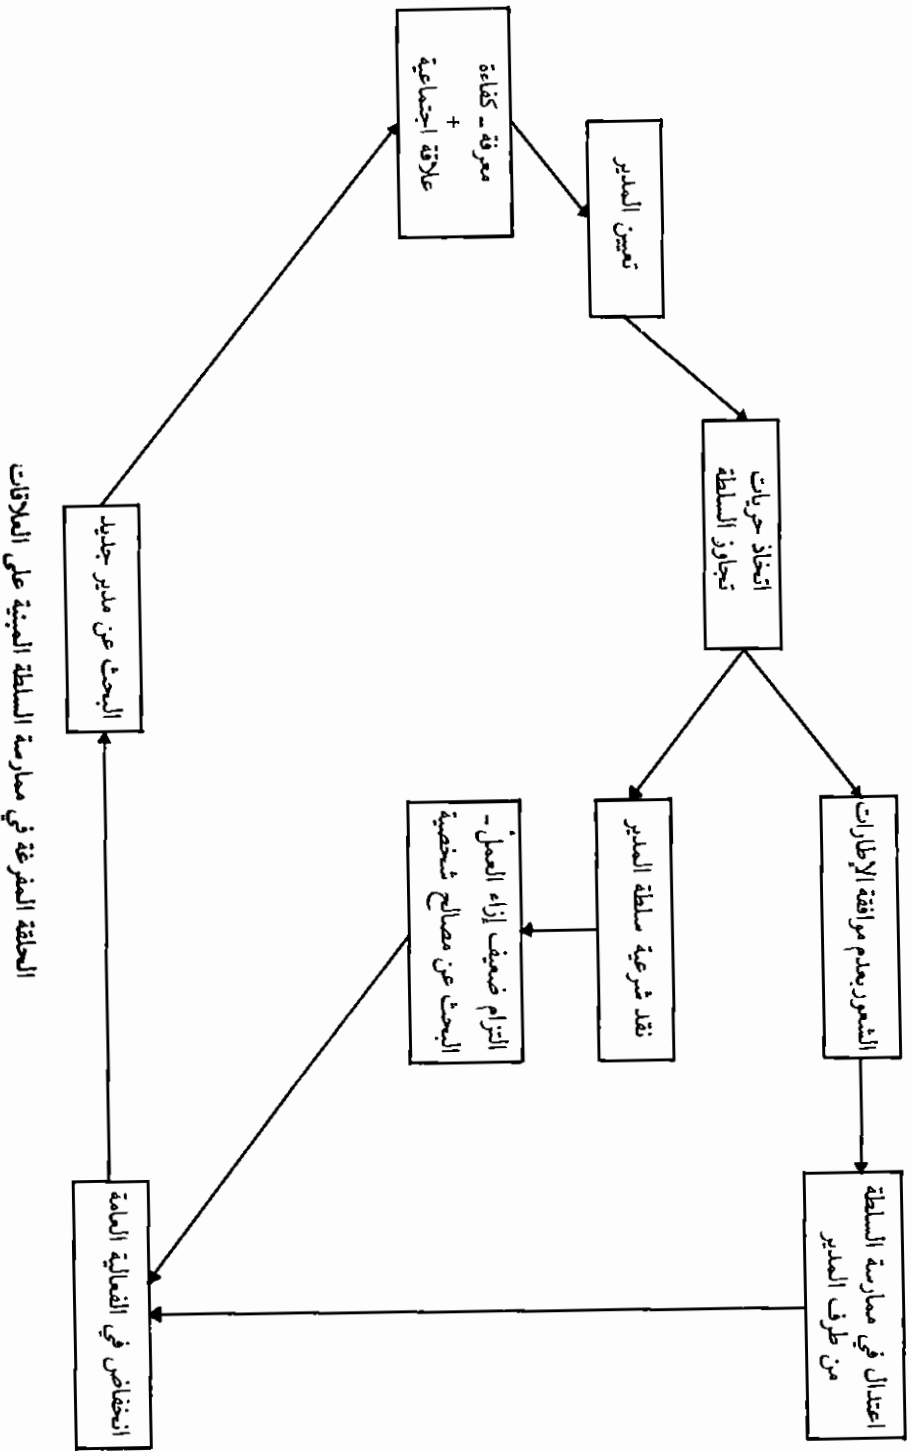 معرفة - كفاءة
+
علاقة اجتماعية
تعيين المدير
اتخاذ حريات
تجاوز السلطة
الشعور بعدم موافقة الإطارات
اعتدال في ممارسة السلطة
من طرف المدير
نقد شرعية سلطة المدير
التزام ضعيف إزاء العمل -
البحث عن مصالح شخصية
انخفاض في الفعالية العامة
البحث عن مدير جديد
الحلقة المفرغة في ممارسة السلطة المبنية على العلاقات